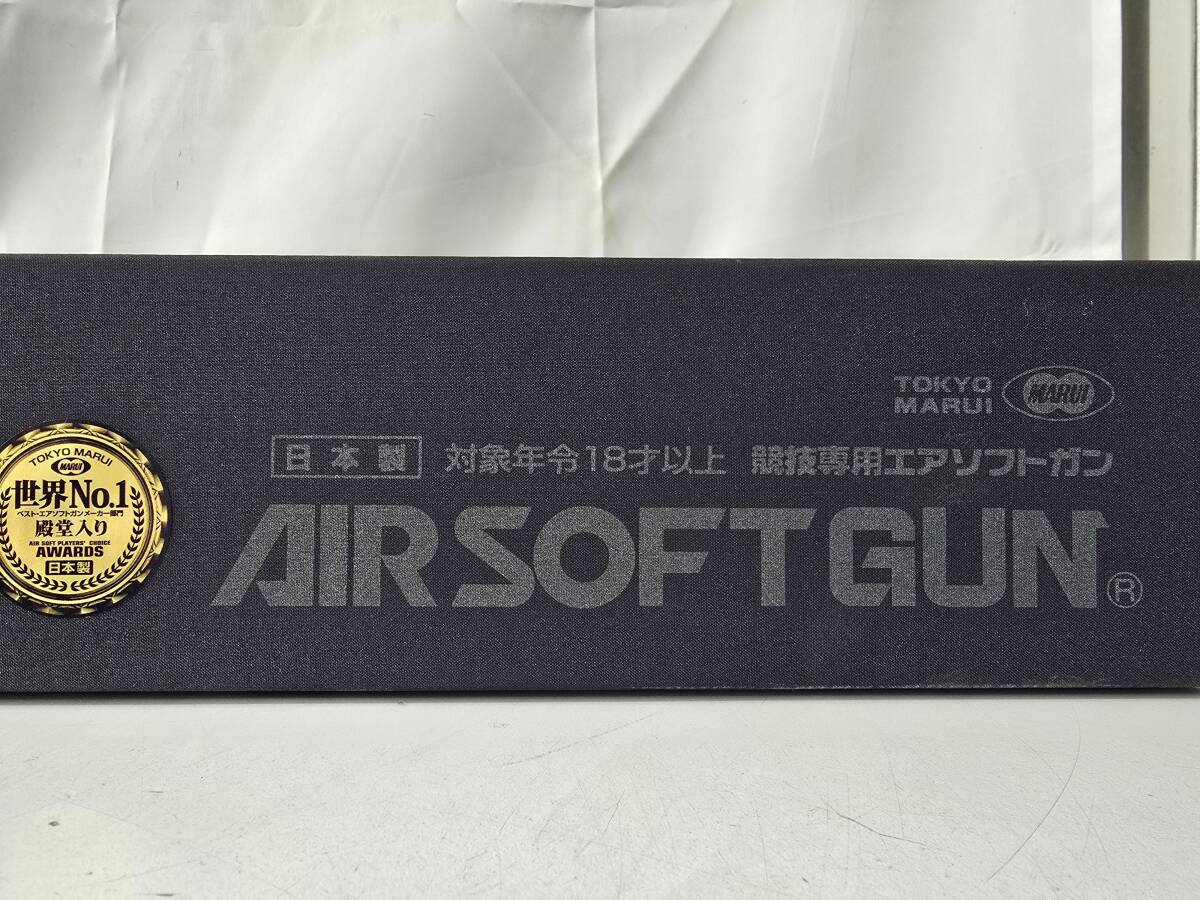 TOKYO
MARUI
MARUI
日本製 対象年令18才以上 競技専用エアソフトガン
AIRSOFTGUN®
TOKYO MARUI
MARUI
世界No.1
ベスト・エアソフトガンメーカー部門
殿堂入り
AIR SOFT PLAYERS' CHOICE
AWARDS
日本製